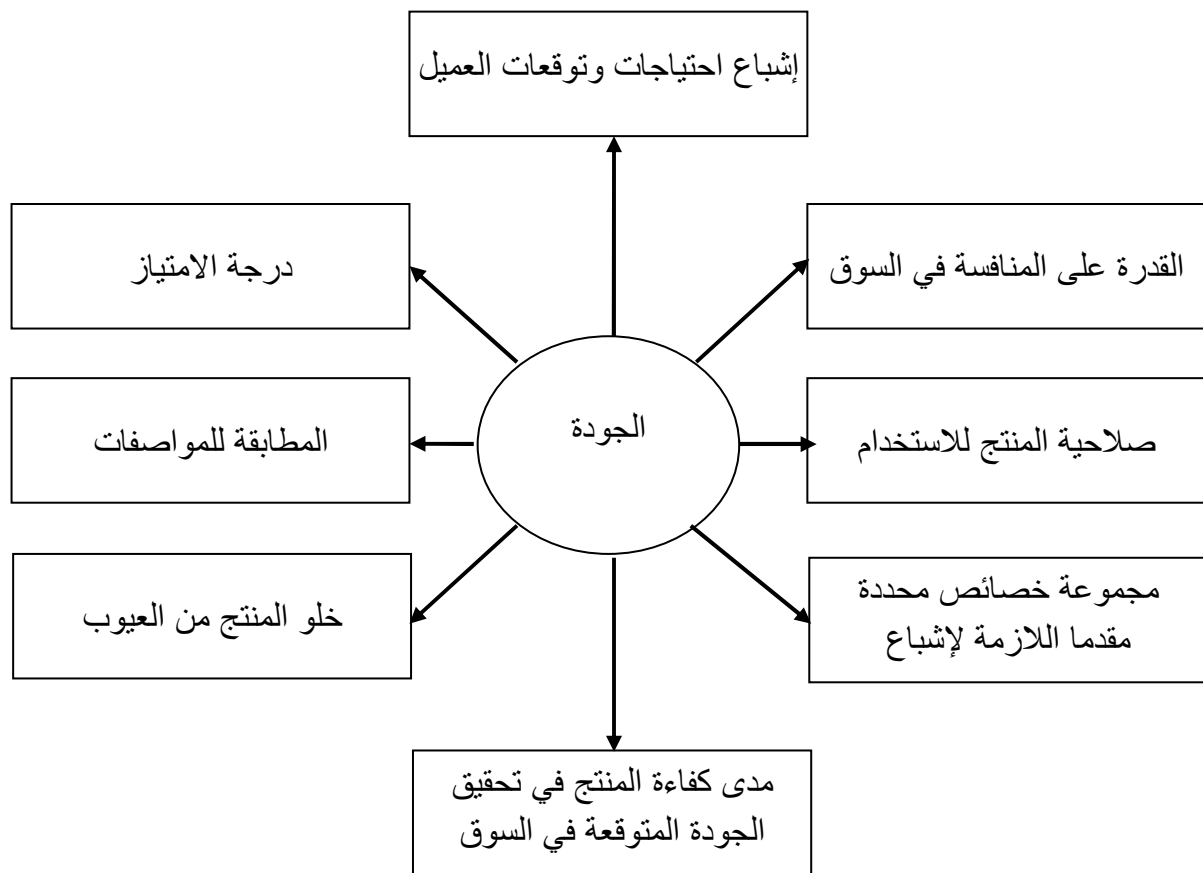 إشباع احتياجات وتوقعات العميل
القدرة على المنافسة في السوق
درجة الامتياز
الجودة
صلاحية المنتج للاستخدام
المطابقة للمواصفات
مجموعة خصائص محددة
مقدما اللازمة لإشباع
خلو المنتج من العيوب
مدى كفاءة المنتج في تحقيق
الجودة المتوقعة في السوق